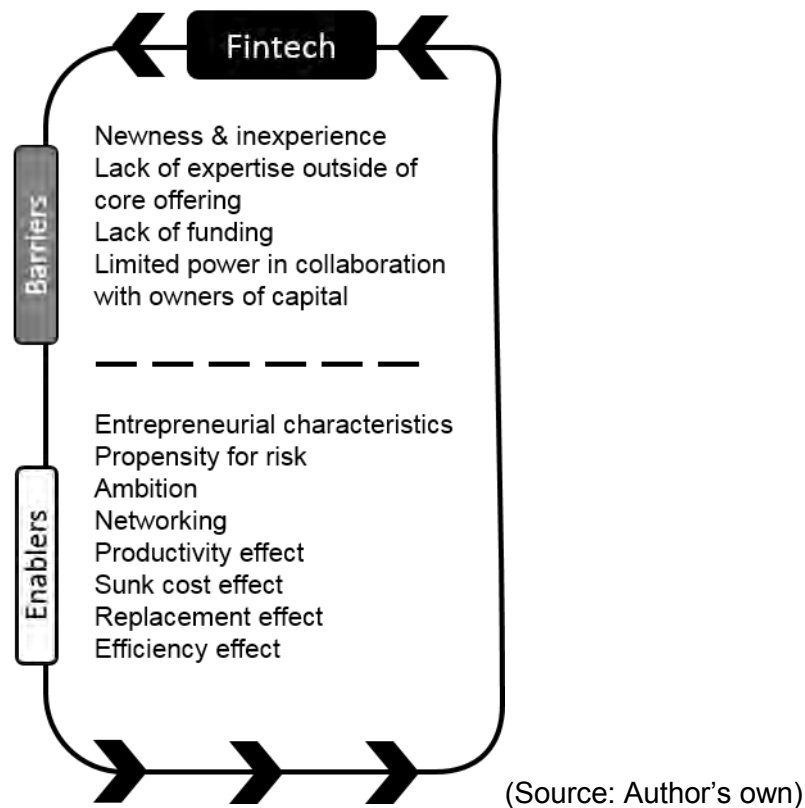 Fintech
Newness & inexperience
Lack of expertise outside of
core offering
Lack of funding
Limited power in collaboration
with owners of capital
Barriers
Entrepreneurial characteristics
Propensity for risk
Ambition
Networking
Productivity effect
Sunk cost effect
Replacement effect
Efficiency effect
Enablers
(Source: Author's own)